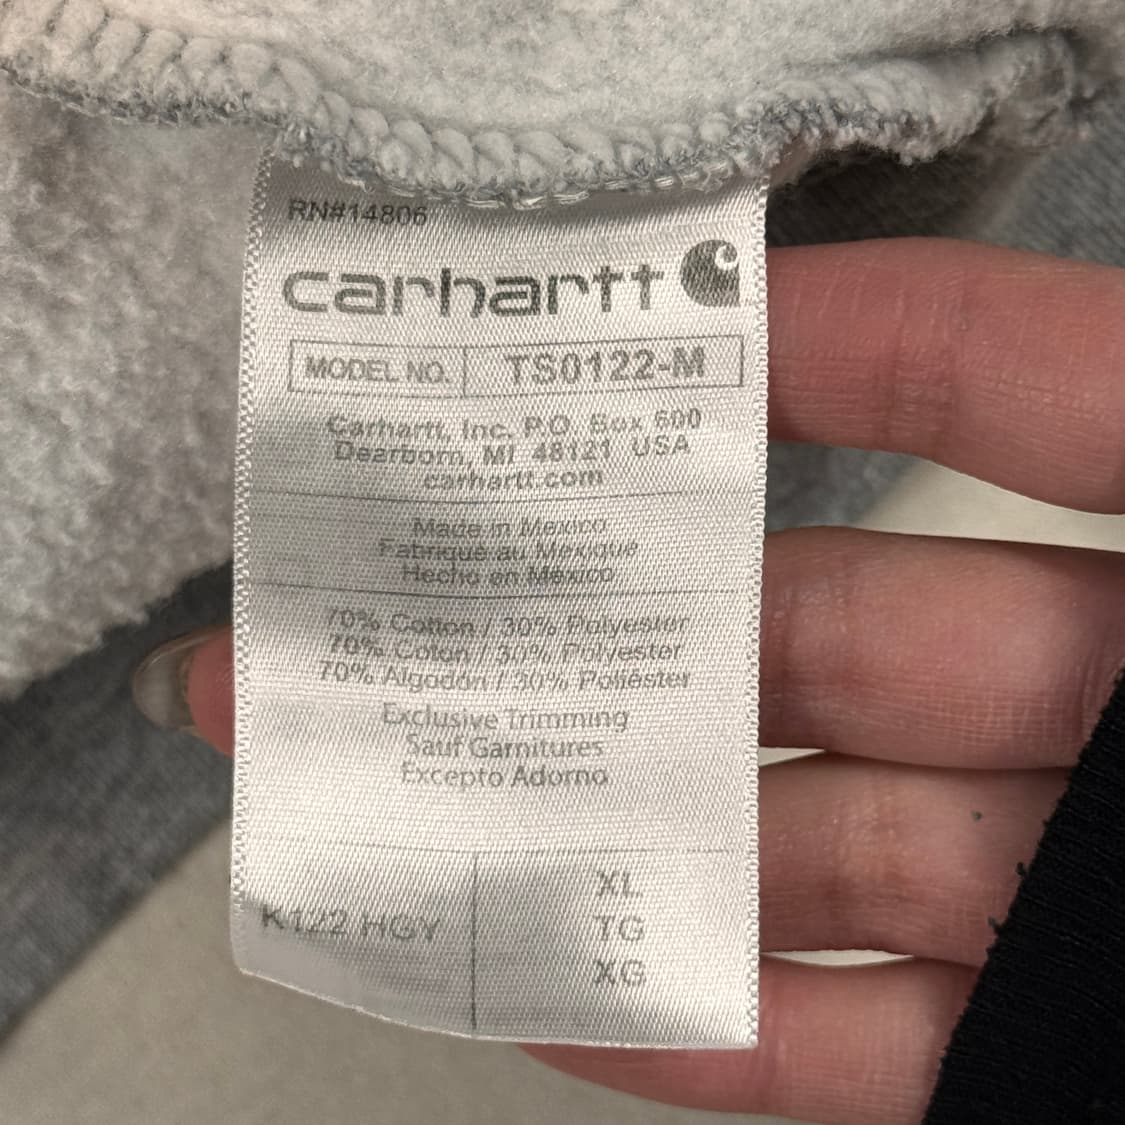 RN#14806
carhartt
MODEL NO. TS0122-M
Carhartt, Inc. P.O. Box 600
Dearborn, MI 48121 USA
carhartt.com
Made in Mexico
Fabriqué au Mexique
Hecho en México
70% Cotton / 30% Polyester
70% Coton / 30% Polyester
70% Algodón / 30% Poliéster
Exclusive Trimming
Sauf Garnitures
Excepto Adorno
K122 HGY
XL
TG
XG